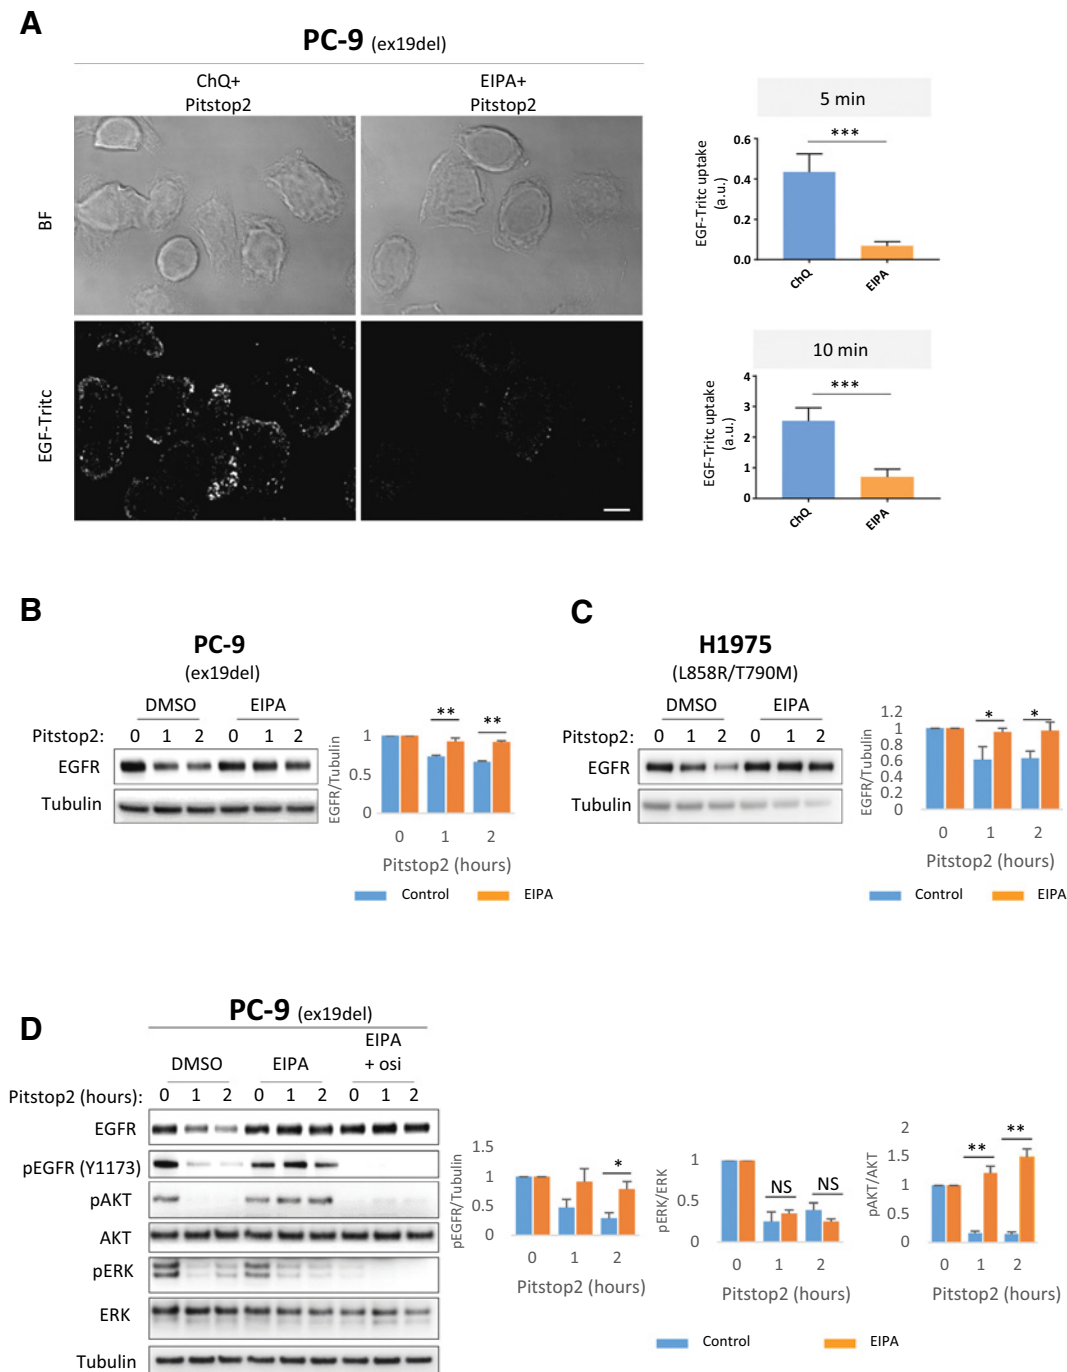 A
PC-9 (ex19del)
ChQ+
Pitstop2
EIPA+
Pitstop2
BF
EGF-Tritc
5 min
EGF-Tritc uptake
(a.u.)
0.6
0.4
0.2
0.0
***
ChQ
EIPA
10 min
EGF-Tritc uptake
(a.u.)
4
3
2
1
0
***
ChQ
EIPA
B
PC-9
(ex19del)
DMSO EIPA
Pitstop2: 0 1 2 0 1 2
EGFR
Tubulin
EGFR/Tubulin
1
0.5
0
** **
0 1 2
Pitstop2 (hours)
Control EIPA
C
H1975
(L858R/T790M)
DMSO EIPA
Pitstop2: 0 1 2 0 1 2
EGFR
Tubulin
EGFR/Tubulin
1.2
1
0.8
0.6
0.4
0.2
0
* *
0 1 2
Pitstop2 (hours)
Control EIPA
D
PC-9 (ex19del)
DMSO EIPA EIPA
+ osi
Pitstop2 (hours): 0 1 2 0 1 2 0 1 2
EGFR
pEGFR (Y1173)
pAKT
AKT
pERK
ERK
Tubulin
pEGFR/Tubulin
1.5
1
0.5
0
*
0 1 2
Pitstop2 (hours)
pERK/ERK
1
0.5
0
NS NS
0 1 2
Pitstop2 (hours)
pAKT/AKT
2
1.5
1
0.5
0
** **
0 1 2
Pitstop2 (hours)
Control EIPA